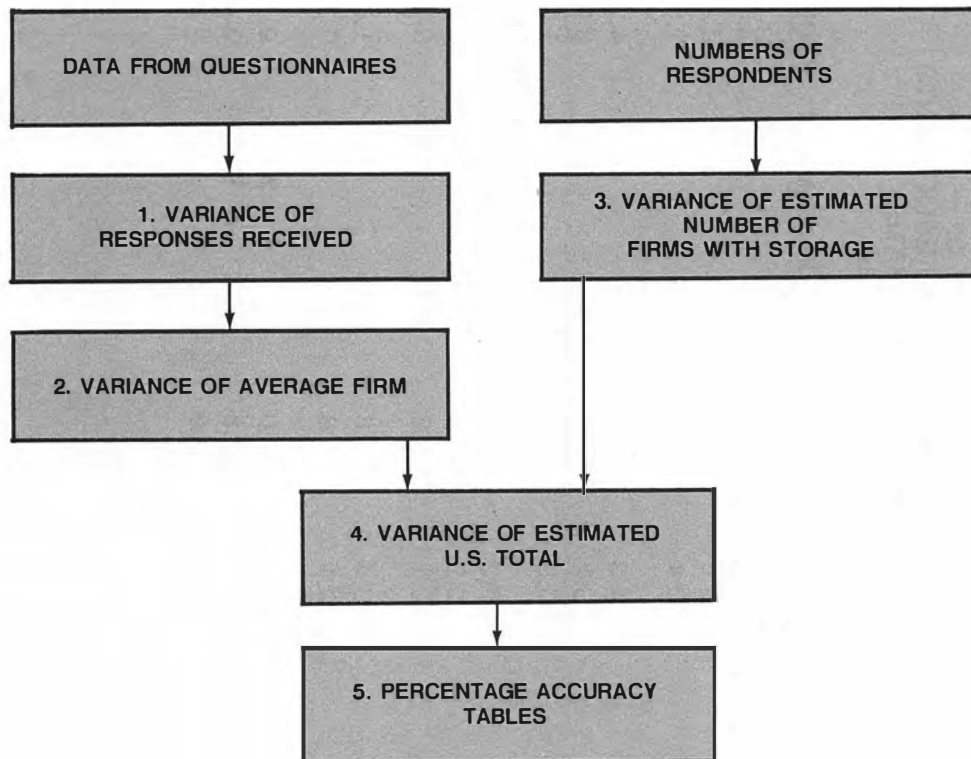 DATA FROM QUESTIONNAIRES
NUMBERS OF
RESPONDENTS
1. VARIANCE OF
RESPONSES RECEIVED
3. VARIANCE OF ESTIMATED
NUMBER OF
FIRMS WITH STORAGE
2. VARIANCE OF AVERAGE FIRM
4. VARIANCE OF ESTIMATED
U.S. TOTAL
5. PERCENTAGE ACCURACY
TABLES